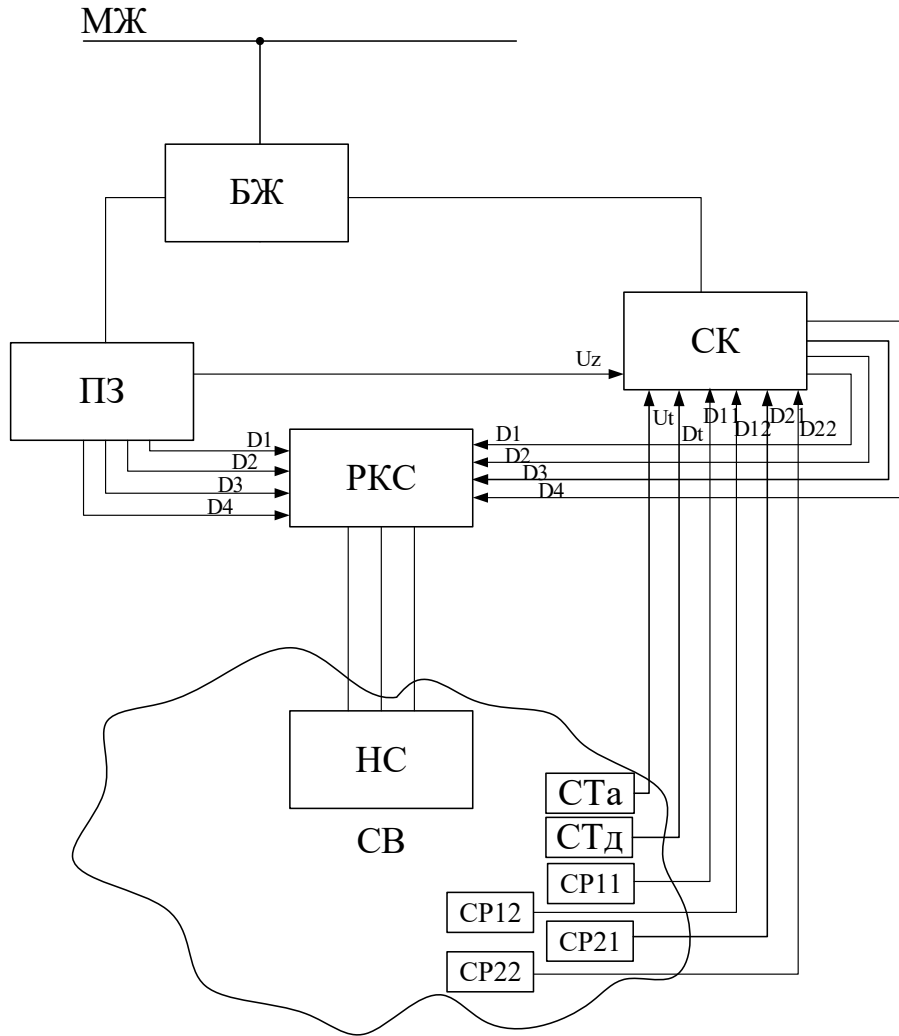 МЖ
БЖ
СК
ПЗ
Uz
Ut
Dt
D11
D12
D21
D22
D1
D2
D3
D4
РКС
D1
D2
D3
D4
НС
СВ
СТа
СТд
СР11
СР12
СР21
СР22